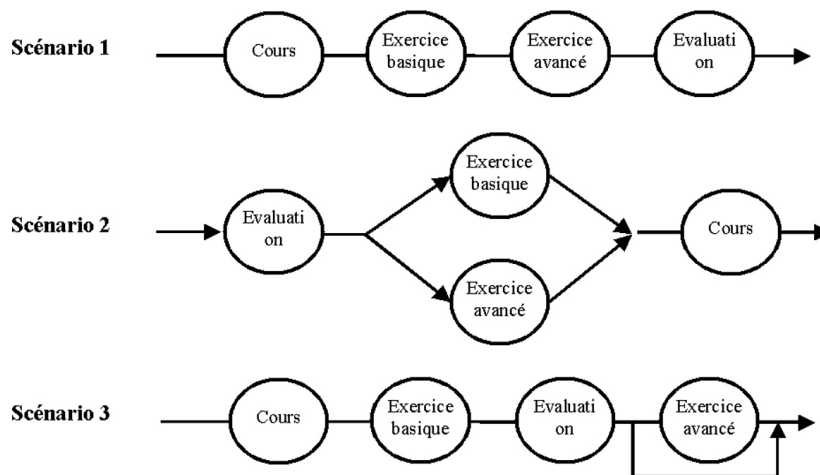 Scénario 1
Cours
Exercice
basique
Exercice
avancé
Evaluati
on
Scénario 2
Evaluati
on
Exercice
basique
Exercice
avancé
Cours
Scénario 3
Cours
Exercice
basique
Evaluati
on
Exercice
avancé